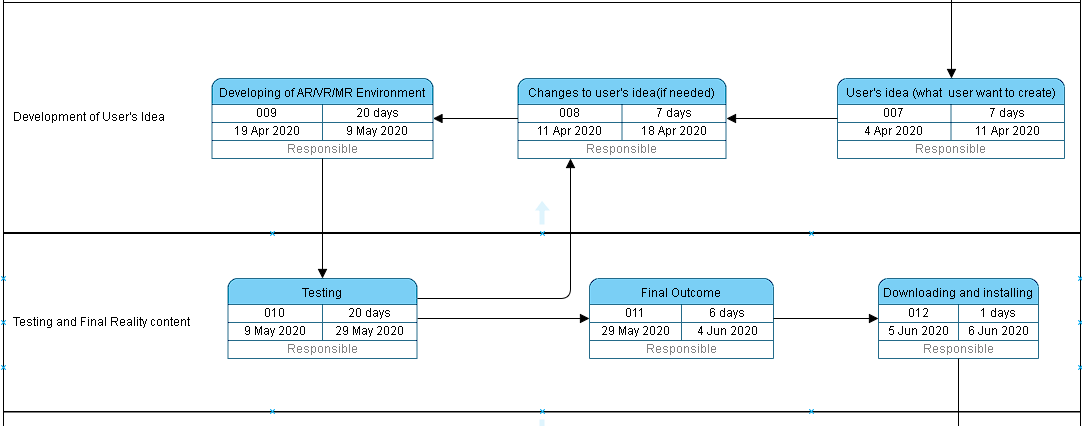 Development of User's Idea
Developing of AR/VR/MR Environment
009 20 days
19 Apr 2020 9 May 2020
Responsible
Changes to user's idea(if needed)
008 7 days
11 Apr 2020 18 Apr 2020
Responsible
User's idea (what user want to create)
007 7 days
4 Apr 2020 11 Apr 2020
Responsible
Testing and Final Reality content
Testing
010 20 days
9 May 2020 29 May 2020
Responsible
Final Outcome
011 6 days
29 May 2020 4 Jun 2020
Responsible
Downloading and installing
012 1 days
5 Jun 2020 6 Jun 2020
Responsible